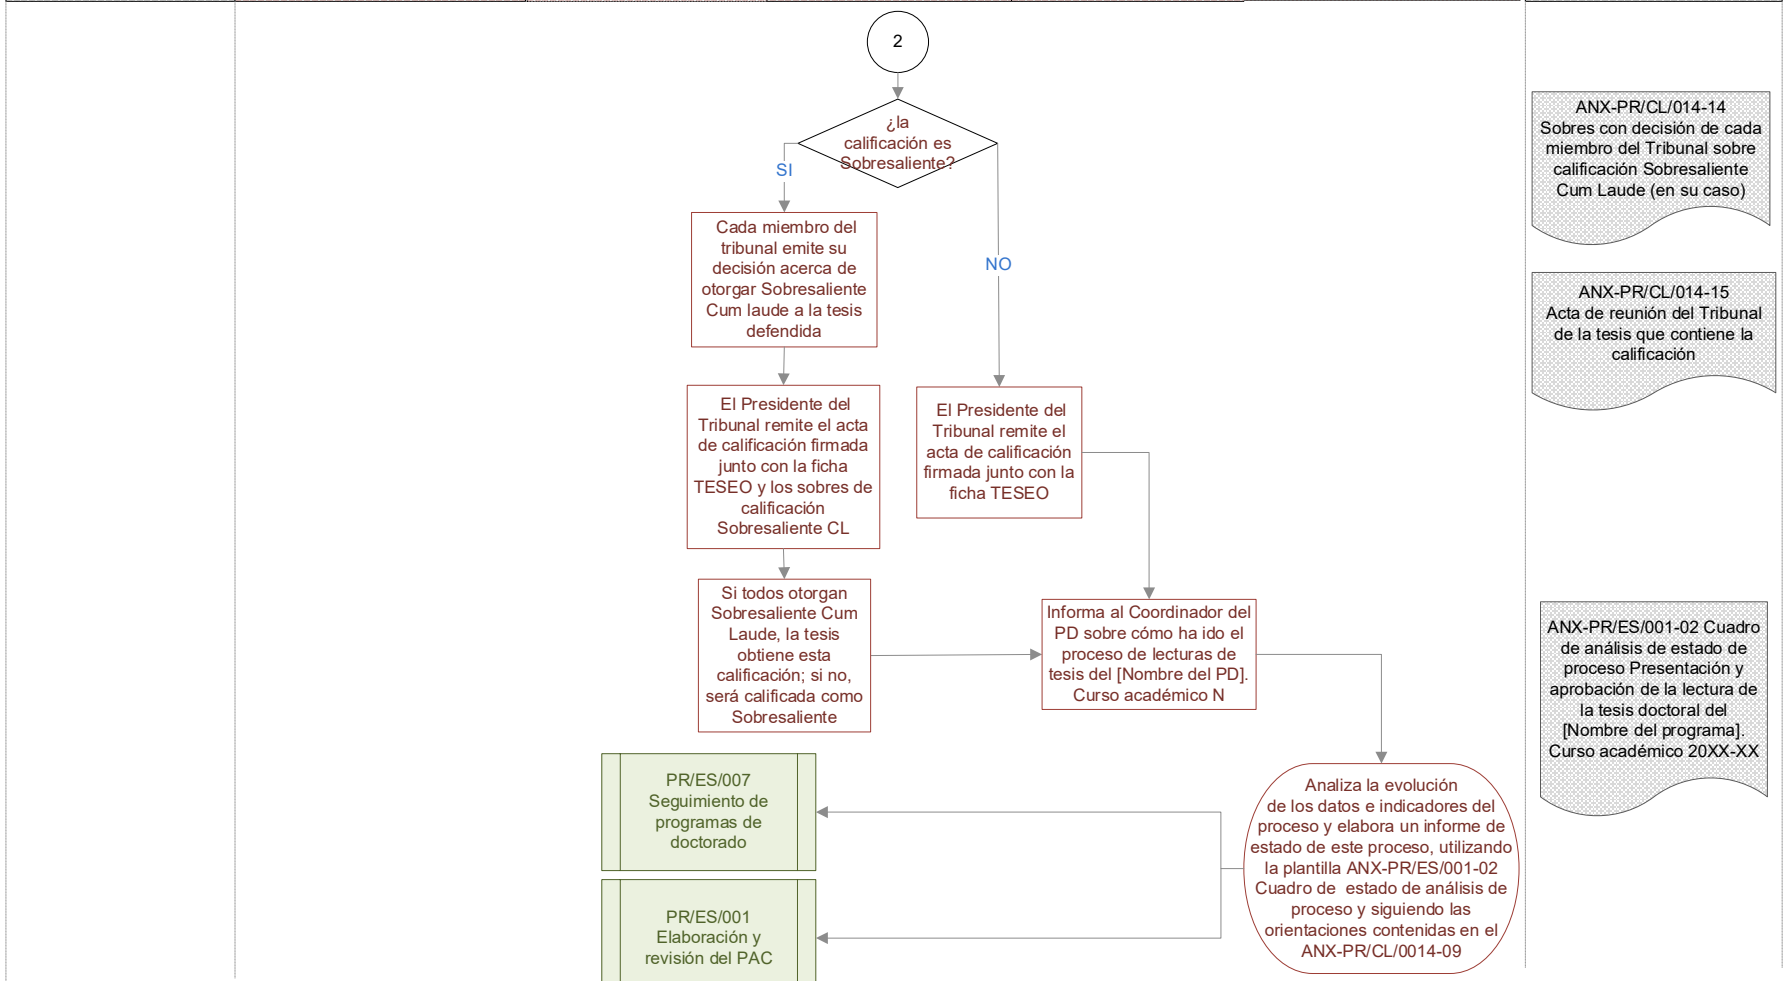 2
¿la
calificación es
Sobresaliente?
SI
NO
Cada miembro del
tribunal emite su
decisión acerca de
otorgar Sobresaliente
Cum laude a la tesis
defendida
El Presidente del
Tribunal remite el acta
de calificación firmada
junto con la ficha
TESEO y los sobres de
calificación
Sobresaliente CL
El Presidente del
Tribunal remite el
acta de calificación
firmada junto con la
ficha TESEO
Si todos otorgan
Sobresaliente Cum
Laude, la tesis
obtiene esta
calificación; si no,
será calificada como
Sobresaliente
Informa al Coordinador del
PD sobre cómo ha ido el
proceso de lecturas de
tesis del [Nombre del PD].
Curso académico N
Analiza la evolución
de los datos e indicadores del
proceso y elabora un informe de
estado de este proceso, utilizando
la plantilla ANX-PR/ES/001-02
Cuadro de estado de análisis de
proceso y siguiendo las
orientaciones contenidas en el
ANX-PR/CL/0014-09
PR/ES/007
Seguimiento de
programas de
doctorado
PR/ES/001
Elaboración y
revisión del PAC
ANX-PR/CL/014-14
Sobres con decisión de cada
miembro del Tribunal sobre
calificación Sobresaliente
Cum Laude (en su caso)
ANX-PR/CL/014-15
Acta de reunión del Tribunal
de la tesis que contiene la
calificación
ANX-PR/ES/001-02 Cuadro
de análisis de estado de
proceso Presentación y
aprobación de la lectura de
la tesis doctoral del
[Nombre del programa].
Curso académico 20XX-XX